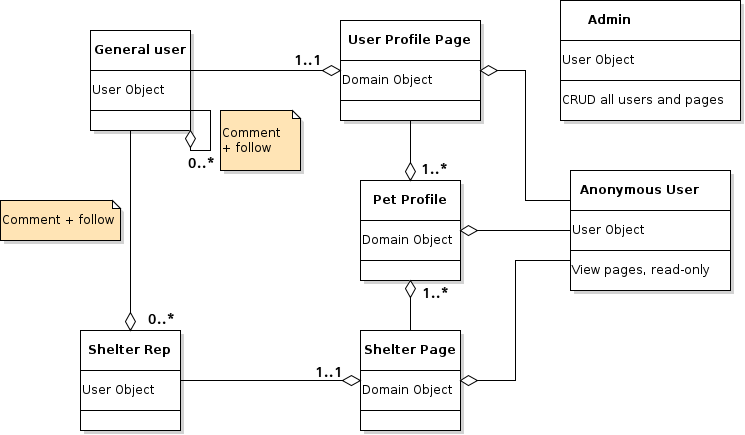 Admin
User Object
CRUD all users and pages
User Profile Page
Domain Object
General user
User Object
1..1
Comment
+ follow
0..*
1..*
Pet Profile
Domain Object
Anonymous User
User Object
View pages, read-only
Comment + follow
1..*
0..*
Shelter Rep
User Object
1..1
Shelter Page
Domain Object